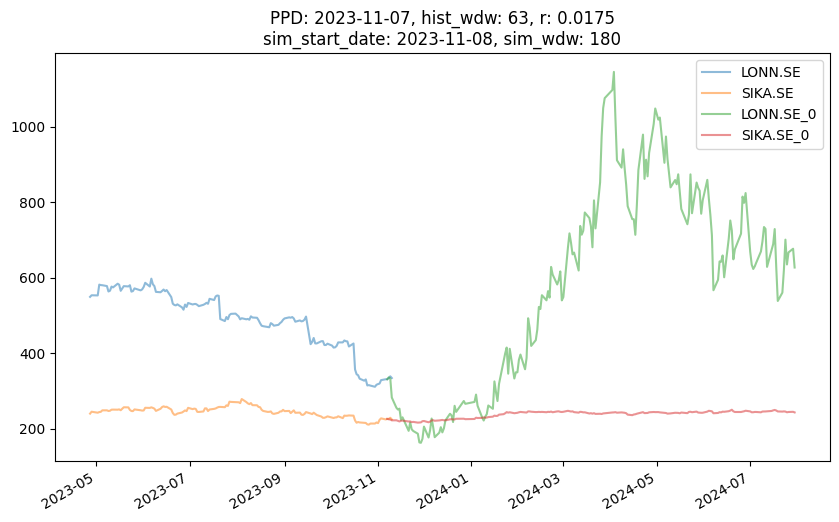 PPD: 2023-11-07, hist_wdw: 63, r: 0.0175
sim_start_date: 2023-11-08, sim_wdw: 180
LONN.SE
SIKA.SE
LONN.SE_0
SIKA.SE_0
1000
800
600
400
200
2023-05
2023-07
2023-09
2023-11
2024-01
2024-03
2024-05
2024-07